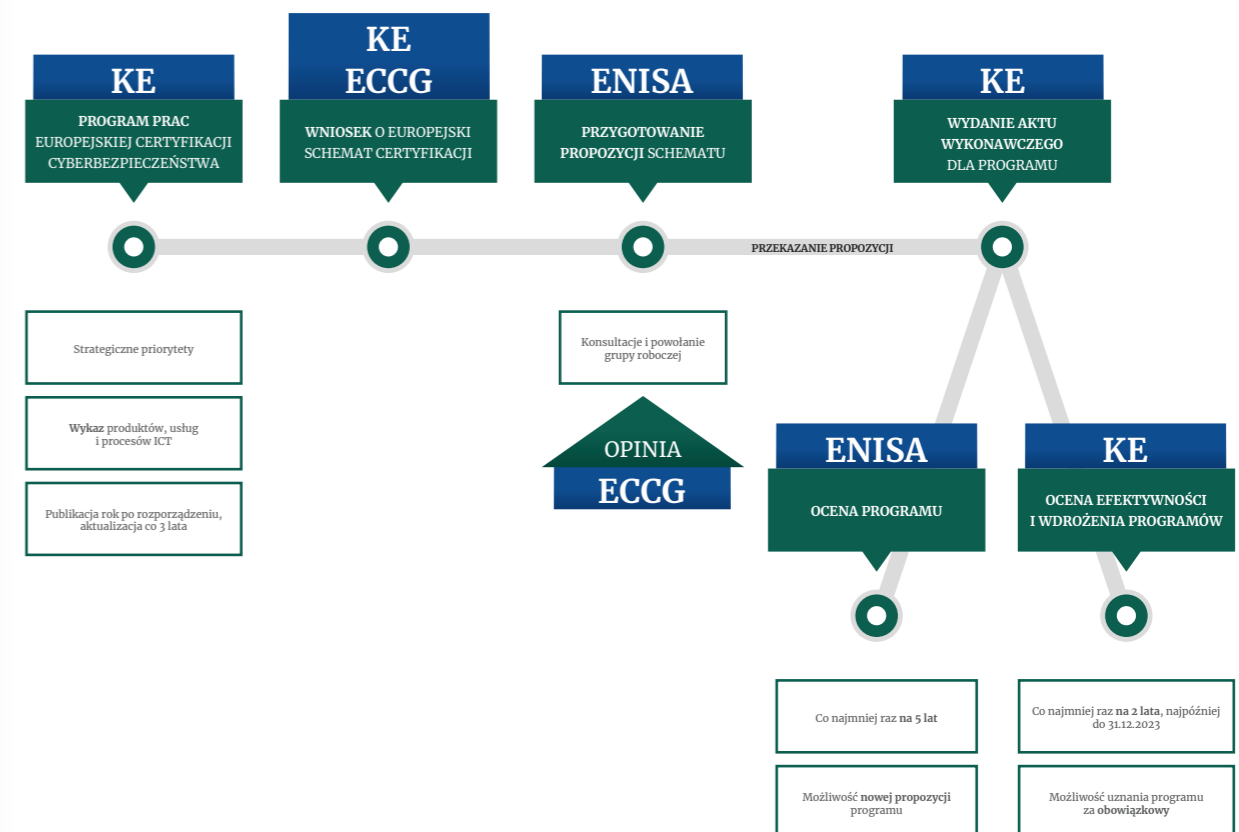 KE
PROGRAM PRAC
EUROPEJSKIEJ CERTYFIKACJI
CYBERBEZPIECZEŃSTWA
Strategiczne priorytety
Wykaz produktów, usług
i procesów ICT
Publikacja rok po rozporządzeniu,
aktualizacja co 3 lata
KE
ECCG
WNIOSEK O EUROPEJSKI
SCHEMAT CERTYFIKACJI
ENISA
PRZYGOTOWANIE
PROPOZYCJI SCHEMATU
Konsultacje i powołanie
grupy roboczej
OPINIA
ECCG
PRZEKAZANIE PROPOZYCJI
KE
WYDANIE AKTU
WYKONAWCZEGO
DLA PROGRAMU
ENISA
OCENA PROGRAMU
Co najmniej raz na 5 lat
Możliwość nowej propozycji
programu
KE
OCENA EFEKTYWNOŚCI
I WDROŻENIA PROGRAMÓW
Co najmniej raz na 2 lata, najpóźniej
do 31.12.2023
Możliwość uznania programu
za obowiązkowy